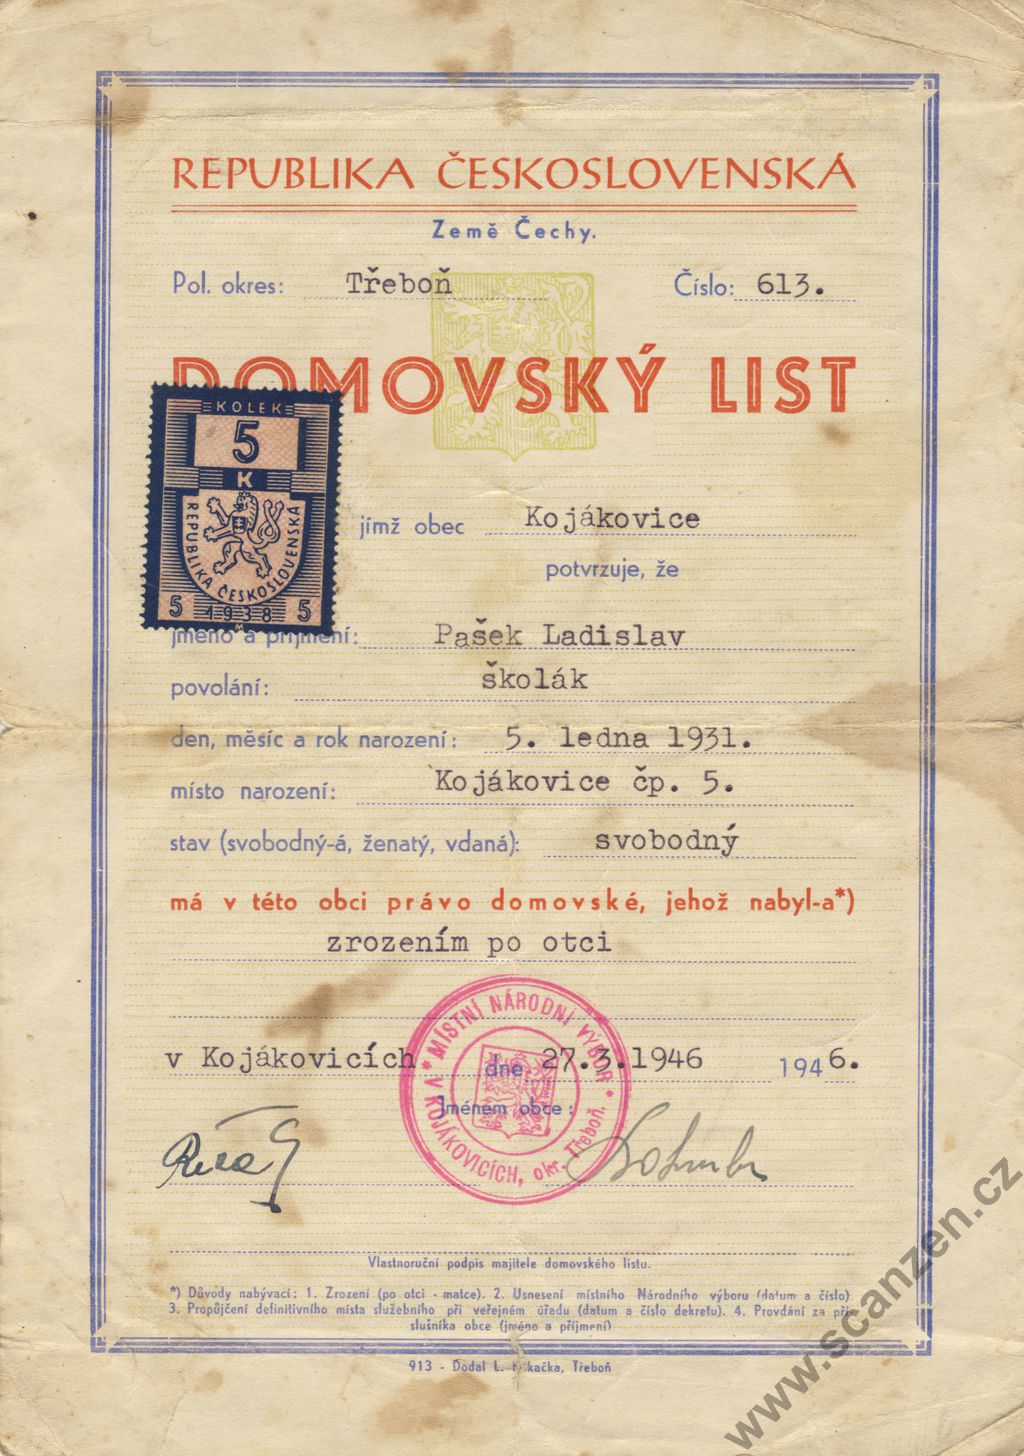 REPUBLIKA ČESKOSLOVENSKÁ
Země Čechy.
Pol. okres: Třeboň Číslo: 613.
DOMOVSKÝ LIST
KOLEK
5
K
REPUBLIKA ČESKOSLOVENSKÁ
5 1938 5
M
jímž obec Kojákovice
potvrzuje, že
jméno a příjmení: Pašek Ladislav
povolání: školák
den, měsíc a rok narození: 5. ledna 1931.
místo narození: Kojákovice čp. 5.
stav (svobodný-á, ženatý, vdaná): svobodný
má v této obci právo domovské, jehož nabyl-a*)
zrozením po otci
v Kojákovicích dne 27.3.1946 1946.
Jménem obce:
* MÍSTNÍ NÁRODNÍ VÝBOR *
V KOJÁKOVICÍCH, okr. Třeboň.
Vlastnoruční podpis majitele domovského listu.
*) Důvody nabývací: 1. Zrození (po otci - matce). 2. Usnesení místního Národního výboru (datum a číslo).
3. Propůjčení definitivního místa služebního při veřejném úřadu (datum a číslo dekretu). 4. Provdání za pří-
slušníka obce (jméno a příjmení)
913 - Dodal L. Třeboň
www.scanzen.cz